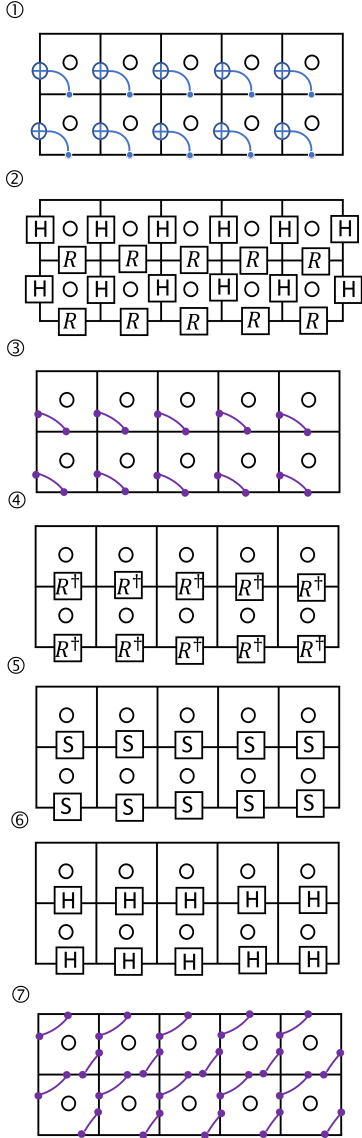 ①
②
H H H H H H
R R R R R
H H H H H H
R R R R R
③
④
R† R† R† R† R†
R† R† R† R† R†
⑤
S S S S S
S S S S S
⑥
H H H H H
H H H H H
⑦